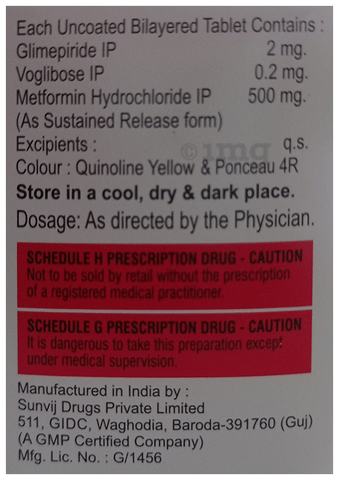 Each Uncoated Bilayered Tablet Contains :
Glimepiride IP 2 mg.
Voglibose IP 0.2 mg.
Metformin Hydrochloride IP 500 mg.
(As Sustained Release form)
Excipients : q.s.
Colour : Quinoline Yellow & Ponceau 4R
Store in a cool, dry & dark place.
Dosage: As directed by the Physician.
SCHEDULE H PRESCRIPTION DRUG - CAUTION
Not to be sold by retail without the prescription
of a registered medical practitioner.
SCHEDULE G PRESCRIPTION DRUG - CAUTION
It is dangerous to take this preparation except
under medical supervision.
Manufactured in India by :
Sunvij Drugs Private Limited
511, GIDC, Waghodia, Baroda-391760 (Guj)
(A GMP Certified Company)
Mfg. Lic. No. : G/1456